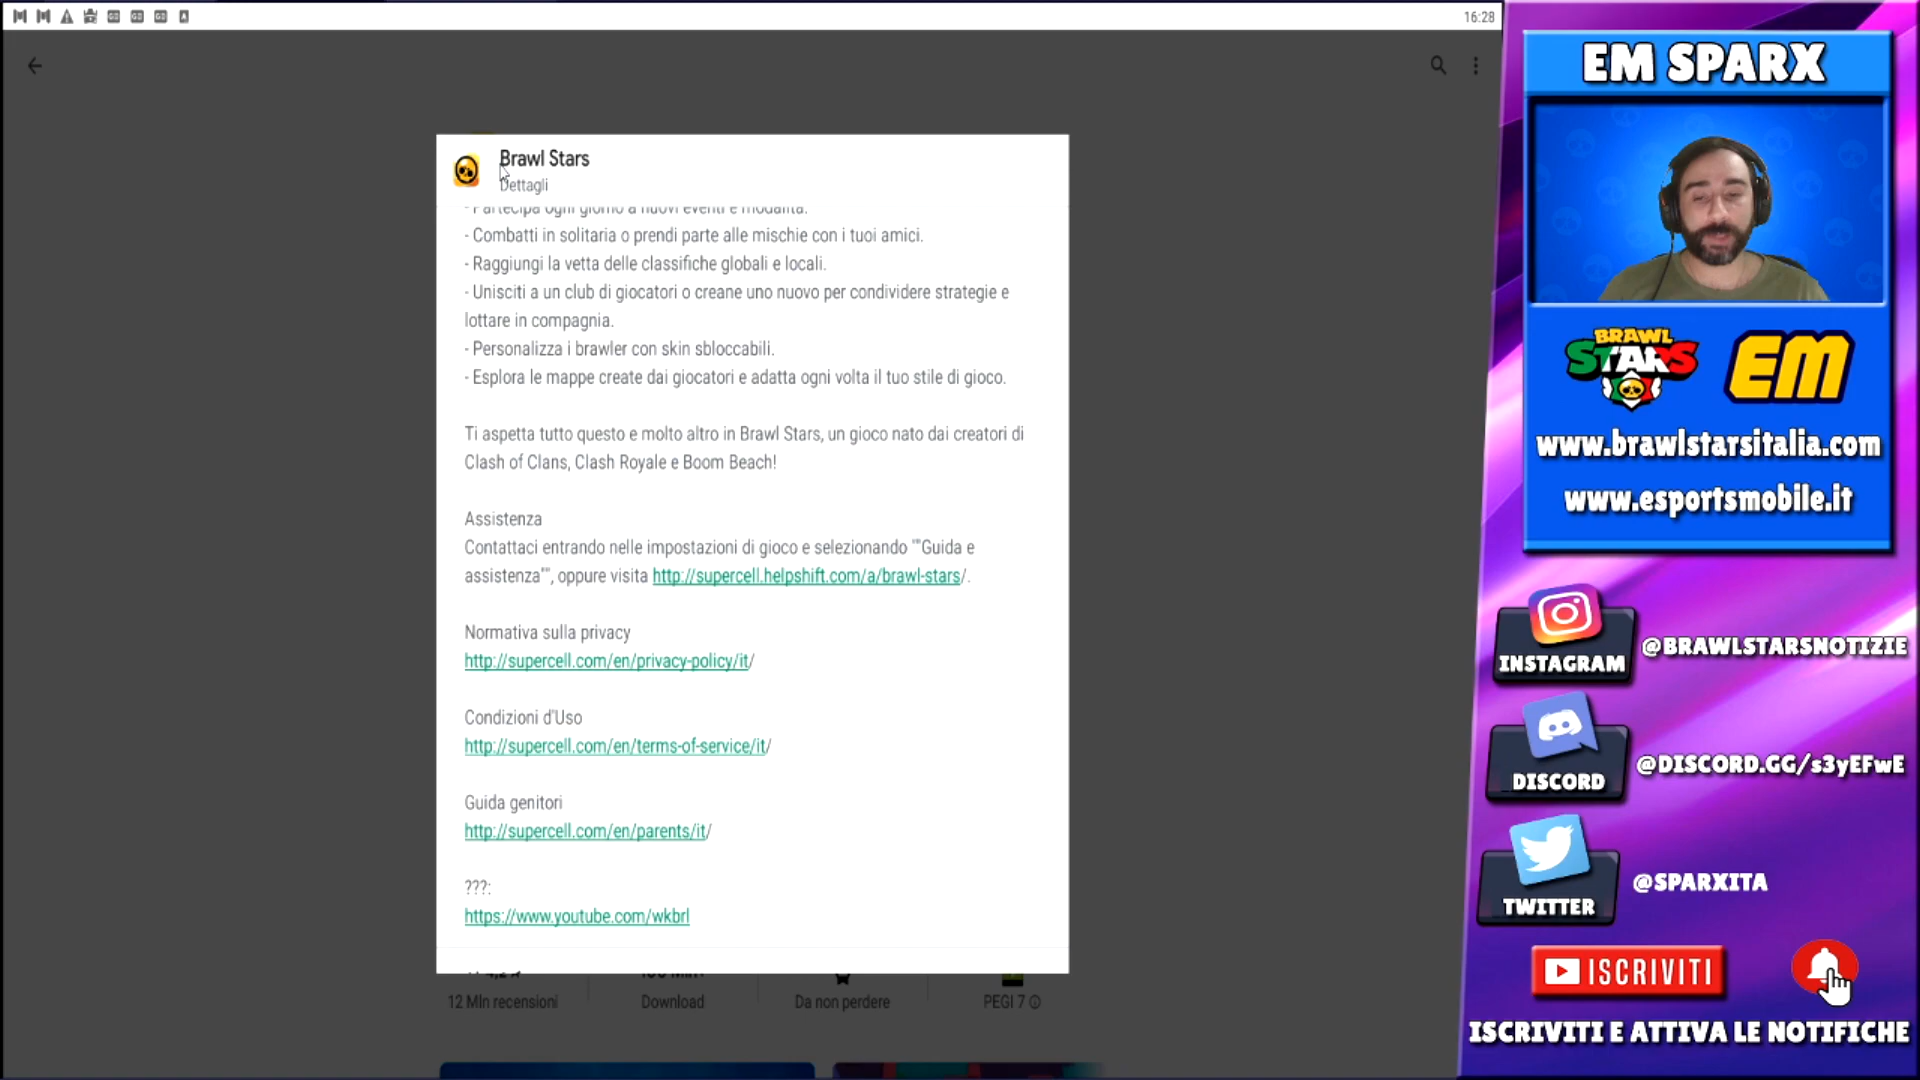 16:28
Brawl Stars
Dettagli
- Partecipa ogni giorno a nuovi eventi e modalità.
- Combatti in solitaria o prendi parte alle mischie con i tuoi amici.
- Raggiungi la vetta delle classifiche globali e locali.
- Unisciti a un club di giocatori o creane uno nuovo per condividere strategie e
lottare in compagnia.
- Personalizza i brawler con skin sbloccabili.
- Esplora le mappe create dai giocatori e adatta ogni volta il tuo stile di gioco.
Ti aspetta tutto questo e molto altro in Brawl Stars, un gioco nato dai creatori di
Clash of Clans, Clash Royale e Boom Beach!
Assistenza
Contattaci entrando nelle impostazioni di gioco e selezionando ""Guida e
assistenza"", oppure visita http://supercell.helpshift.com/a/brawl-stars/.
Normativa sulla privacy
http://supercell.com/en/privacy-policy/it/
Condizioni d'Uso
http://supercell.com/en/terms-of-service/it/
Guida genitori
http://supercell.com/en/parents/it/
???:
https://www.youtube.com/wkbrl
12 Mln recensioni
Download
Da non perdere
PEGI 7
EM SPARX
BRAWL
STARS
EM
www.brawlstarsitalia.com
www.esportsmobile.it
INSTAGRAM
@BRAWLSTARSNOTIZIE
DISCORD
@DISCORD.GG/s3yEFwE
TWITTER
@SPARXITA
ISCRIVITI
ISCRIVITI E ATTIVA LE NOTIFICHE